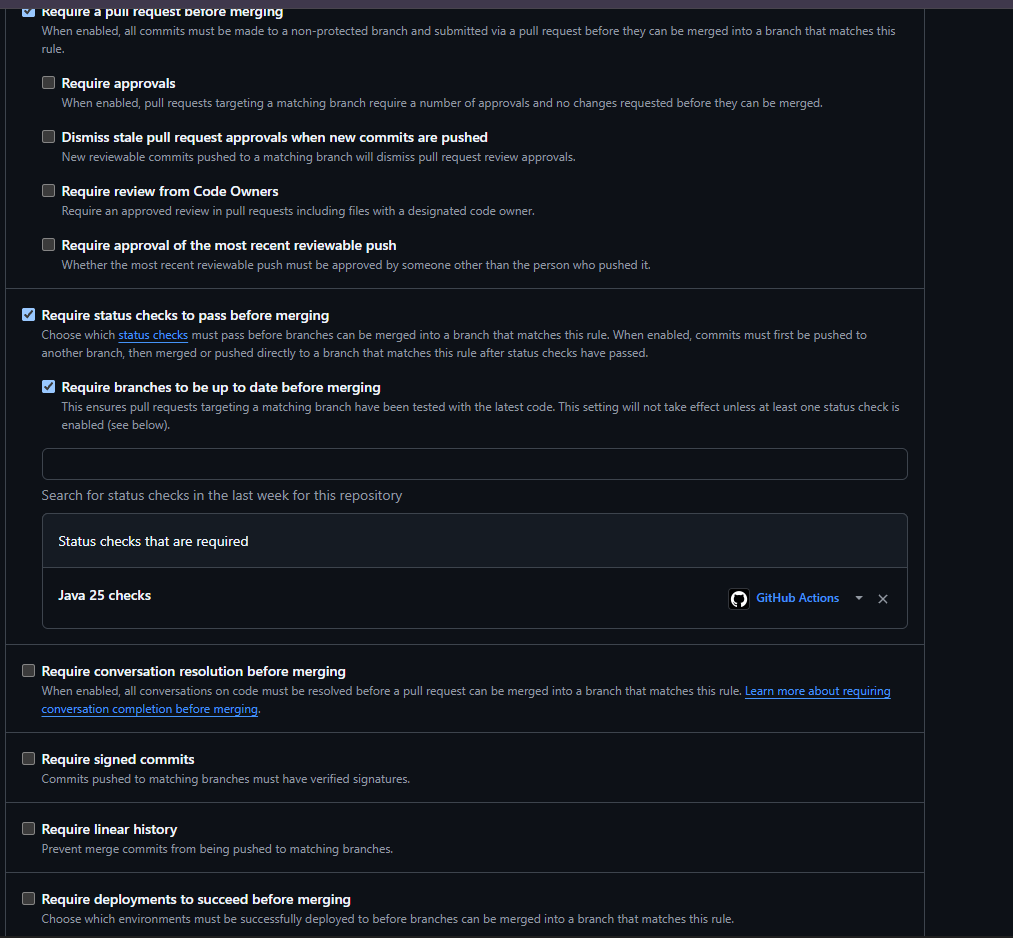 Require a pull request before merging
When enabled, all commits must be made to a non-protected branch and submitted via a pull request before they can be merged into a branch that matches this
rule.
Require approvals
When enabled, pull requests targeting a matching branch require a number of approvals and no changes requested before they can be merged.
Dismiss stale pull request approvals when new commits are pushed
New reviewable commits pushed to a matching branch will dismiss pull request review approvals.
Require review from Code Owners
Require an approved review in pull requests including files with a designated code owner.
Require approval of the most recent reviewable push
Whether the most recent reviewable push must be approved by someone other than the person who pushed it.
Require status checks to pass before merging
Choose which status checks must pass before branches can be merged into a branch that matches this rule. When enabled, commits must first be pushed to
another branch, then merged or pushed directly to a branch that matches this rule after status checks have passed.
Require branches to be up to date before merging
This ensures pull requests targeting a matching branch have been tested with the latest code. This setting will not take effect unless at least one status check is
enabled (see below).
Search for status checks in the last week for this repository
Status checks that are required
Java 25 checks GitHub Actions
Require conversation resolution before merging
When enabled, all conversations on code must be resolved before a pull request can be merged into a branch that matches this rule. Learn more about requiring
conversation completion before merging.
Require signed commits
Commits pushed to matching branches must have verified signatures.
Require linear history
Prevent merge commits from being pushed to matching branches.
Require deployments to succeed before merging
Choose which environments must be successfully deployed to before branches can be merged into a branch that matches this rule.